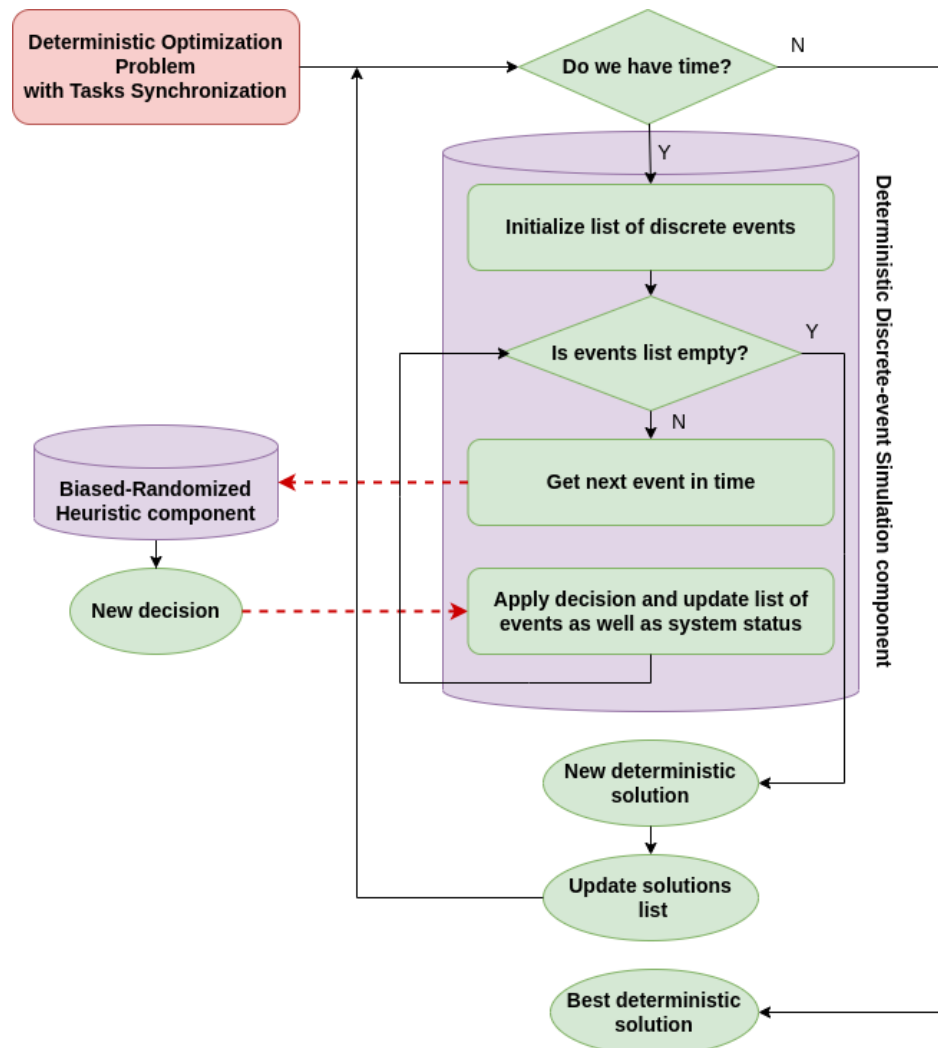 Deterministic Optimization
Problem
with Tasks Synchronization
Do we have time?
N
Y
Initialize list of discrete events
Is events list empty?
Y
N
Get next event in time
Biased-Randomized
Heuristic component
New decision
Apply decision and update list of
events as well as system status
Deterministic Discrete-event Simulation component
New deterministic
solution
Update solutions
list
Best deterministic
solution